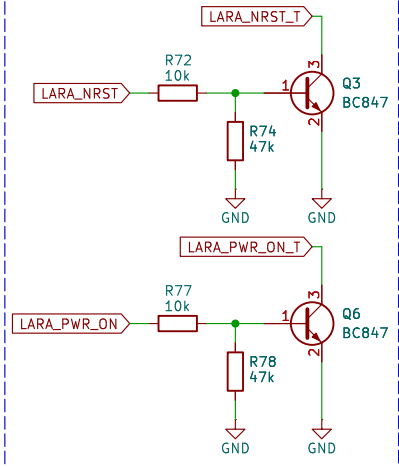 LARA_NRST_T
R72
10k
3
Q3
BC847
LARA_NRST
1
2
R74
47k
GND
GND
LARA_PWR_ON_T
R77
10k
3
Q6
BC847
LARA_PWR_ON
1
2
R78
47k
GND
GND